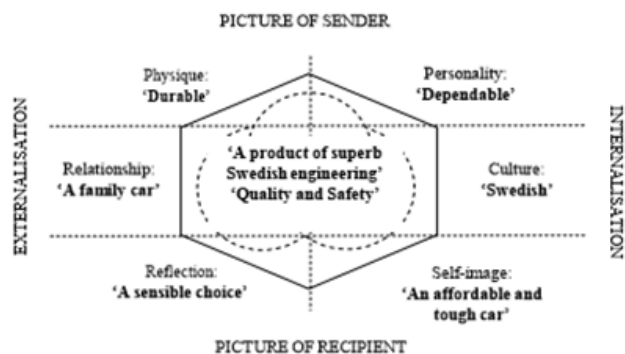 PICTURE OF SENDER
Physique:
‘Durable’
Personality:
‘Dependable’
EXTERNALISATION
Relationship:
‘A family car’
‘A product of superb
Swedish engineering’
‘Quality and Safety’
Culture:
‘Swedish’
INTERNALISATION
Reflection:
‘A sensible choice’
Self-image:
‘An affordable and
tough car’
PICTURE OF RECIPIENT